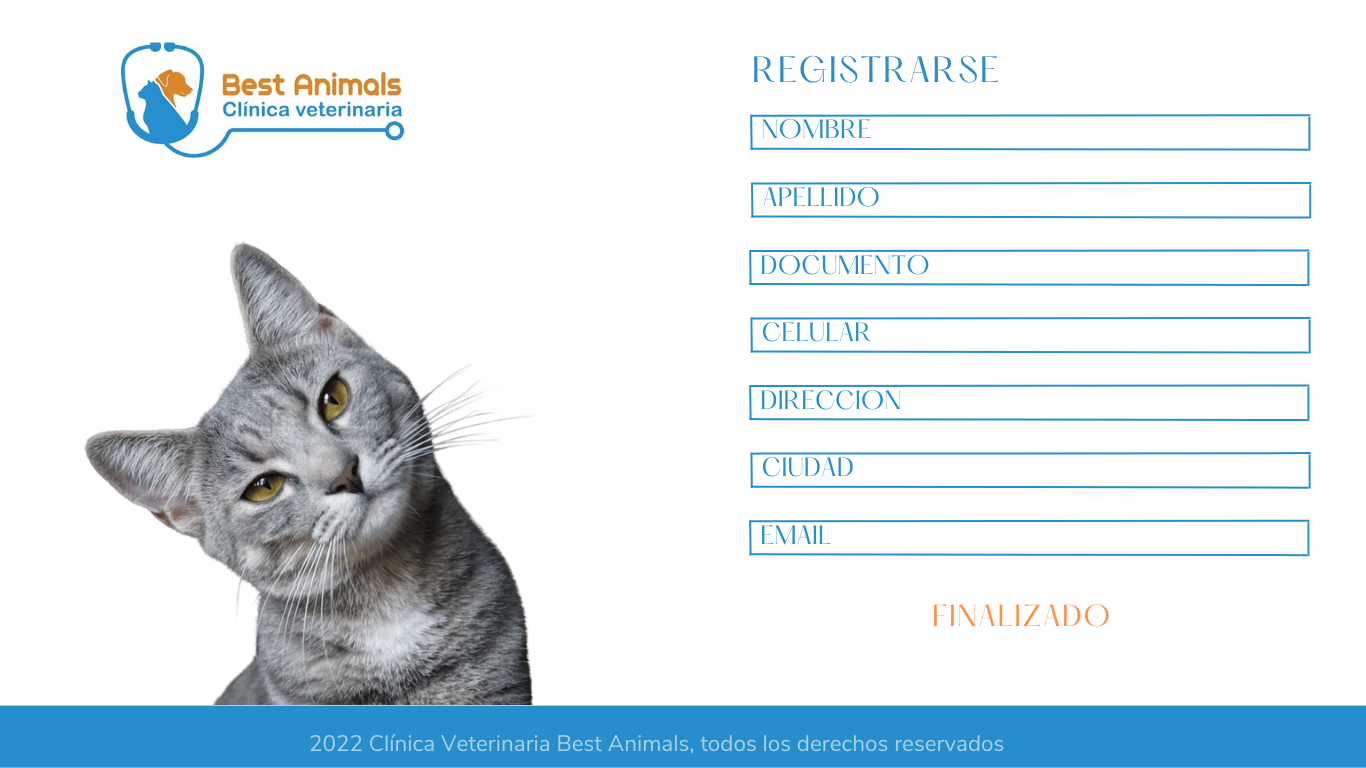 Best Animals
Clínica veterinaria
REGISTRARSE
NOMBRE
APELLIDO
DOCUMENTO
CELULAR
DIRECCION
CIUDAD
EMAIL
FINALIZADO
2022 Clínica Veterinaria Best Animals, todos los derechos reservados